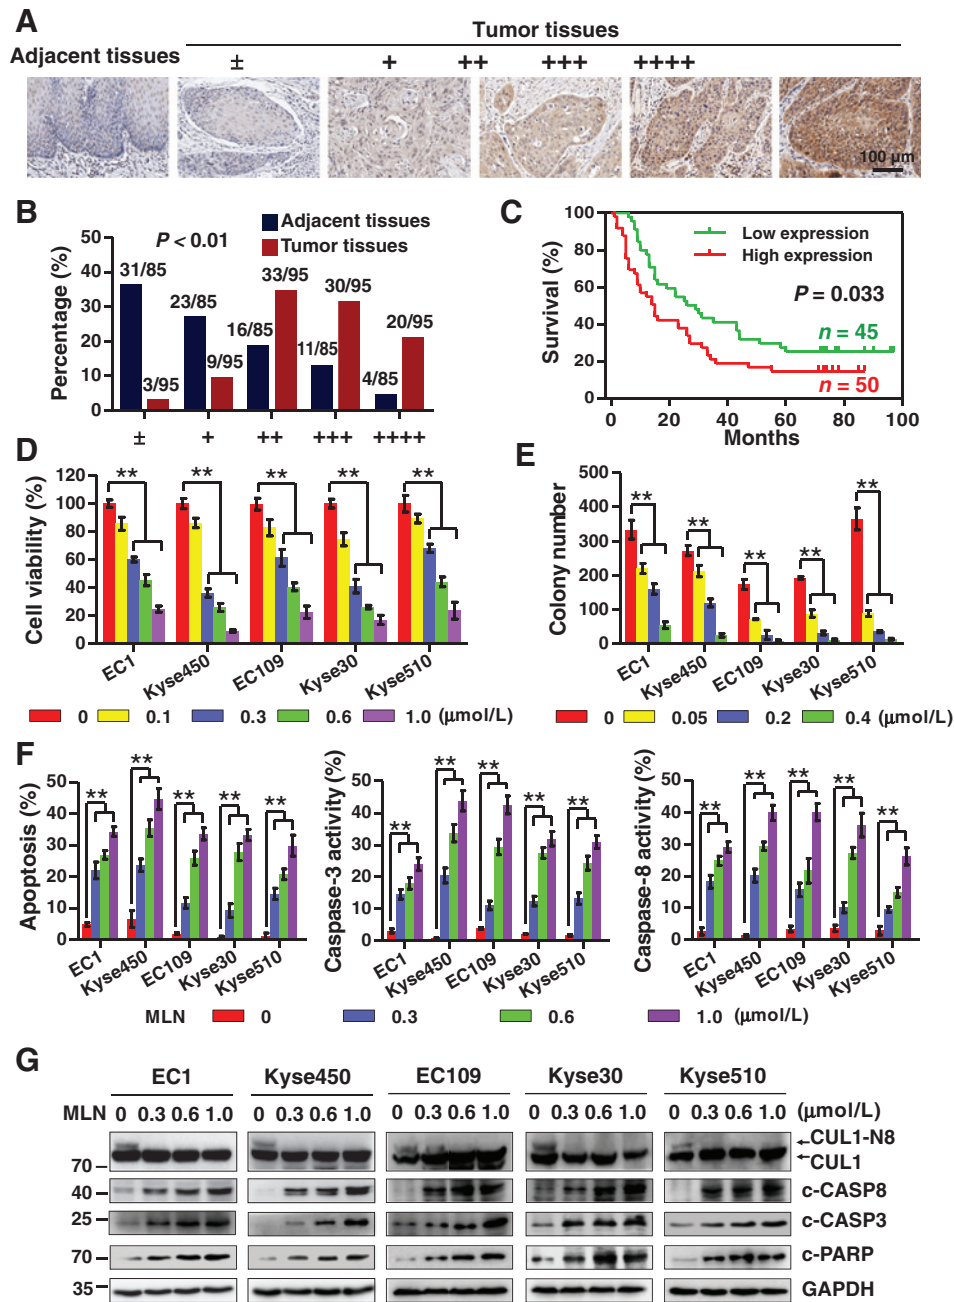 A
Tumor tissues
Adjacent tissues ± + ++ +++ ++++
100 μm
B
Adjacent tissues
Tumor tissues
P < 0.01
Percentage (%)
50
40
30
20
10
0
31/85
3/95
23/85
9/95
16/85
33/95
11/85
30/95
4/85
20/95
± + ++ +++ ++++
C
Survival (%)
100
80
60
40
20
0
Low expression
High expression
P = 0.033
n = 45
n = 50
0 20 40 60 80 100
Months
D
Cell viability (%)
120
100
80
60
40
20
0
** ** ** ** **
EC1 Kyse450 EC109 Kyse30 Kyse510
0 0.1 0.3 0.6 1.0 (μmol/L)
E
Colony number
500
400
300
200
100
0
** ** ** ** **
EC1 Kyse450 EC109 Kyse30 Kyse510
0 0.05 0.2 0.4 (μmol/L)
F
Apoptosis (%)
50
40
30
20
10
0
** ** ** ** **
EC1 Kyse450 EC109 Kyse30 Kyse510
Caspase-3 activity (%)
50
40
30
20
10
0
** ** ** ** **
EC1 Kyse450 EC109 Kyse30 Kyse510
Caspase-8 activity (%)
50
40
30
20
10
0
** ** ** ** **
EC1 Kyse450 EC109 Kyse30 Kyse510
MLN 0 0.3 0.6 1.0 (μmol/L)
G
EC1 Kyse450 EC109 Kyse30 Kyse510
MLN 0 0.3 0.6 1.0 0 0.3 0.6 1.0 0 0.3 0.6 1.0 0 0.3 0.6 1.0 0 0.3 0.6 1.0 (μmol/L)
CUL1-N8
70 CUL1
40 c-CASP8
25 c-CASP3
70 c-PARP
35 GAPDH